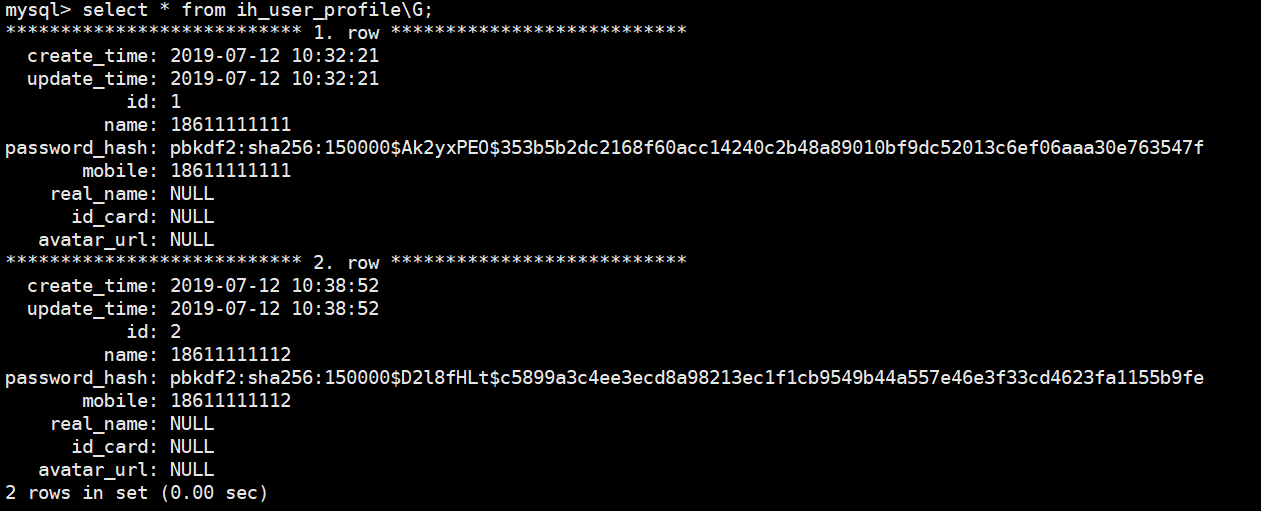 mysql> select * from ih_user_profile\G;
*************************** 1. row ***************************
create_time: 2019-07-12 10:32:21
update_time: 2019-07-12 10:32:21
id: 1
name: 18611111111
password_hash: pbkdf2:sha256:150000$Ak2yxPEO$353b5b2dc2168f60acc14240c2b48a89010bf9dc52013c6ef06aaa30e763547f
mobile: 18611111111
real_name: NULL
id_card: NULL
avatar_url: NULL
*************************** 2. row ***************************
create_time: 2019-07-12 10:38:52
update_time: 2019-07-12 10:38:52
id: 2
name: 18611111112
password_hash: pbkdf2:sha256:150000$D2l8fHLt$c5899a3c4ee3ecd8a98213ec1f1cb9549b44a557e46e3f33cd4623fa1155b9fe
mobile: 18611111112
real_name: NULL
id_card: NULL
avatar_url: NULL
2 rows in set (0.00 sec)